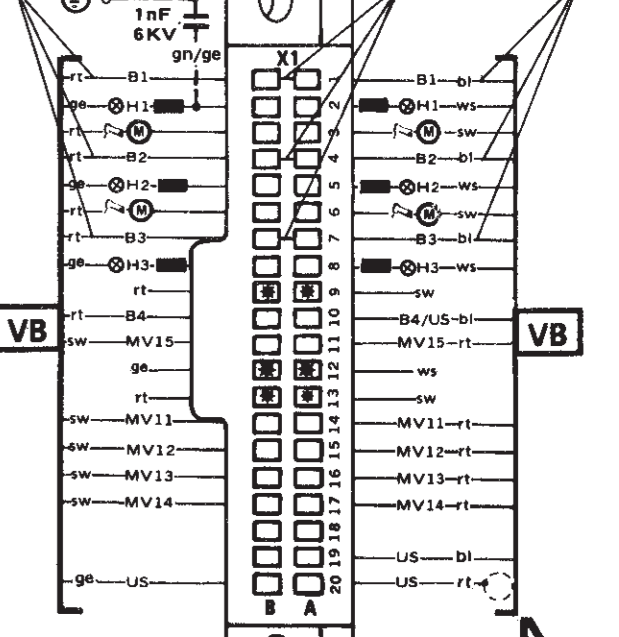 1nF
6KV
gn/ge
X1
rt B1 1 B1 bl
ge H1 2 H1 ws
rt M 3 M sw
rt B2 4 B2 bl
ge H2 5 H2 ws
rt M 6 M sw
rt B3 7 B3 bl
ge H3 8 H3 ws
rt 9 sw
rt B4 10 B4/US bl
VB VB
sw MV15 11 MV15 rt
ge 12 ws
rt 13 sw
sw MV11 14 MV11 rt
sw MV12 15 MV12 rt
sw MV13 16 MV13 rt
sw MV14 17 MV14 rt
18
19 US bl
ge US 20 US rt
B A